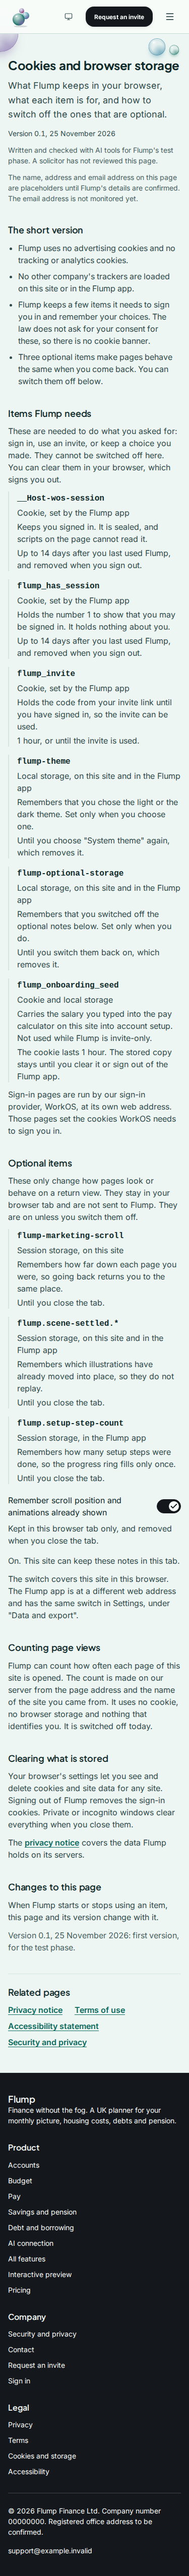 Request an invite
Cookies and browser storage
What Flump keeps in your browser,
what each item is for, and how to
switch off the ones that are optional.
Version 0.1, 25 November 2026
Written and checked with AI tools for Flump's test
phase. A solicitor has not reviewed this page.
The name, address and email address on this page
are placeholders until Flump's details are confirmed.
The email address is not monitored yet.
The short version
• Flump uses no advertising cookies and no
tracking or analytics cookies.
• No other company's trackers are loaded
on this site or in the Flump app.
• Flump keeps a few items it needs to sign
you in and remember your choices. The
law does not ask for your consent for
these, so there is no cookie banner.
• Three optional items make pages behave
the same when you come back. You can
switch them off below.
Items Flump needs
These are needed to do what you asked for:
sign in, use an invite, or keep a choice you
made. They cannot be switched off here.
You can clear them in your browser, which
signs you out.
__Host-wos-session
Cookie, set by the Flump app
Keeps you signed in. It is sealed, and
scripts on the page cannot read it.
Up to 14 days after you last used Flump,
and removed when you sign out.
flump_has_session
Cookie, set by the Flump app
Holds the number 1 to show that you may
be signed in. It holds nothing about you.
Up to 14 days after you last used Flump,
and removed when you sign out.
flump_invite
Cookie, set by the Flump app
Holds the code from your invite link until
you have signed in, so the invite can be
used.
1 hour, or until the invite is used.
flump-theme
Local storage, on this site and in the Flump
app
Remembers that you chose the light or the
dark theme. Set only when you choose
one.
Until you choose "System theme" again,
which removes it.
flump-optional-storage
Local storage, on this site and in the Flump
app
Remembers that you switched off the
optional notes below. Set only when you
do.
Until you switch them back on, which
removes it.
flump_onboarding_seed
Cookie and local storage
Carries the salary you typed into the pay
calculator on this site into account setup.
Not used while Flump is invite-only.
The cookie lasts 1 hour. The stored copy
stays until you clear it or sign out of the
Flump app.
Sign-in pages are run by our sign-in
provider, WorkOS, at its own web address.
Those pages set the cookies WorkOS needs
to sign you in.
Optional items
These only change how pages look or
behave on a return view. They stay in your
browser tab and are not sent to Flump. They
are on unless you switch them off.
flump-marketing-scroll
Session storage, on this site
Remembers how far down each page you
were, so going back returns you to the
same place.
Until you close the tab.
flump.scene-settled.*
Session storage, on this site and in the
Flump app
Remembers which illustrations have
already moved into place, so they do not
replay.
Until you close the tab.
flump.setup-step-count
Session storage, in the Flump app
Remembers how many setup steps were
done, so the progress ring fills only once.
Until you close the tab.
Remember scroll position and
animations already shown
Kept in this browser tab only, and removed
when you close the tab.
On. This site can keep these notes in this tab.
The switch covers this site in this browser.
The Flump app is at a different web address
and has the same switch in Settings, under
"Data and export".
Counting page views
Flump can count how often each page of this
site is opened. The count is made on our
server from the page address and the name
of the site you came from. It uses no cookie,
no browser storage and nothing that
identifies you. It is switched off today.
Clearing what is stored
Your browser's settings let you see and
delete cookies and site data for any site.
Signing out of Flump removes the sign-in
cookies. Private or incognito windows clear
everything when you close them.
The privacy notice covers the data Flump
holds on its servers.
Changes to this page
When Flump starts or stops using an item,
this page and its version change with it.
Version 0.1, 25 November 2026: first version,
for the test phase.
Related pages
Privacy notice Terms of use
Accessibility statement
Security and privacy
Flump
Finance without the fog. A UK planner for your
monthly picture, housing costs, debts and pension.
Product
Accounts
Budget
Pay
Savings and pension
Debt and borrowing
AI connection
All features
Interactive preview
Pricing
Company
Security and privacy
Contact
Request an invite
Sign in
Legal
Privacy
Terms
Cookies and storage
Accessibility
© 2026 Flump Finance Ltd. Company number
00000000. Registered office address to be
confirmed.
support@example.invalid